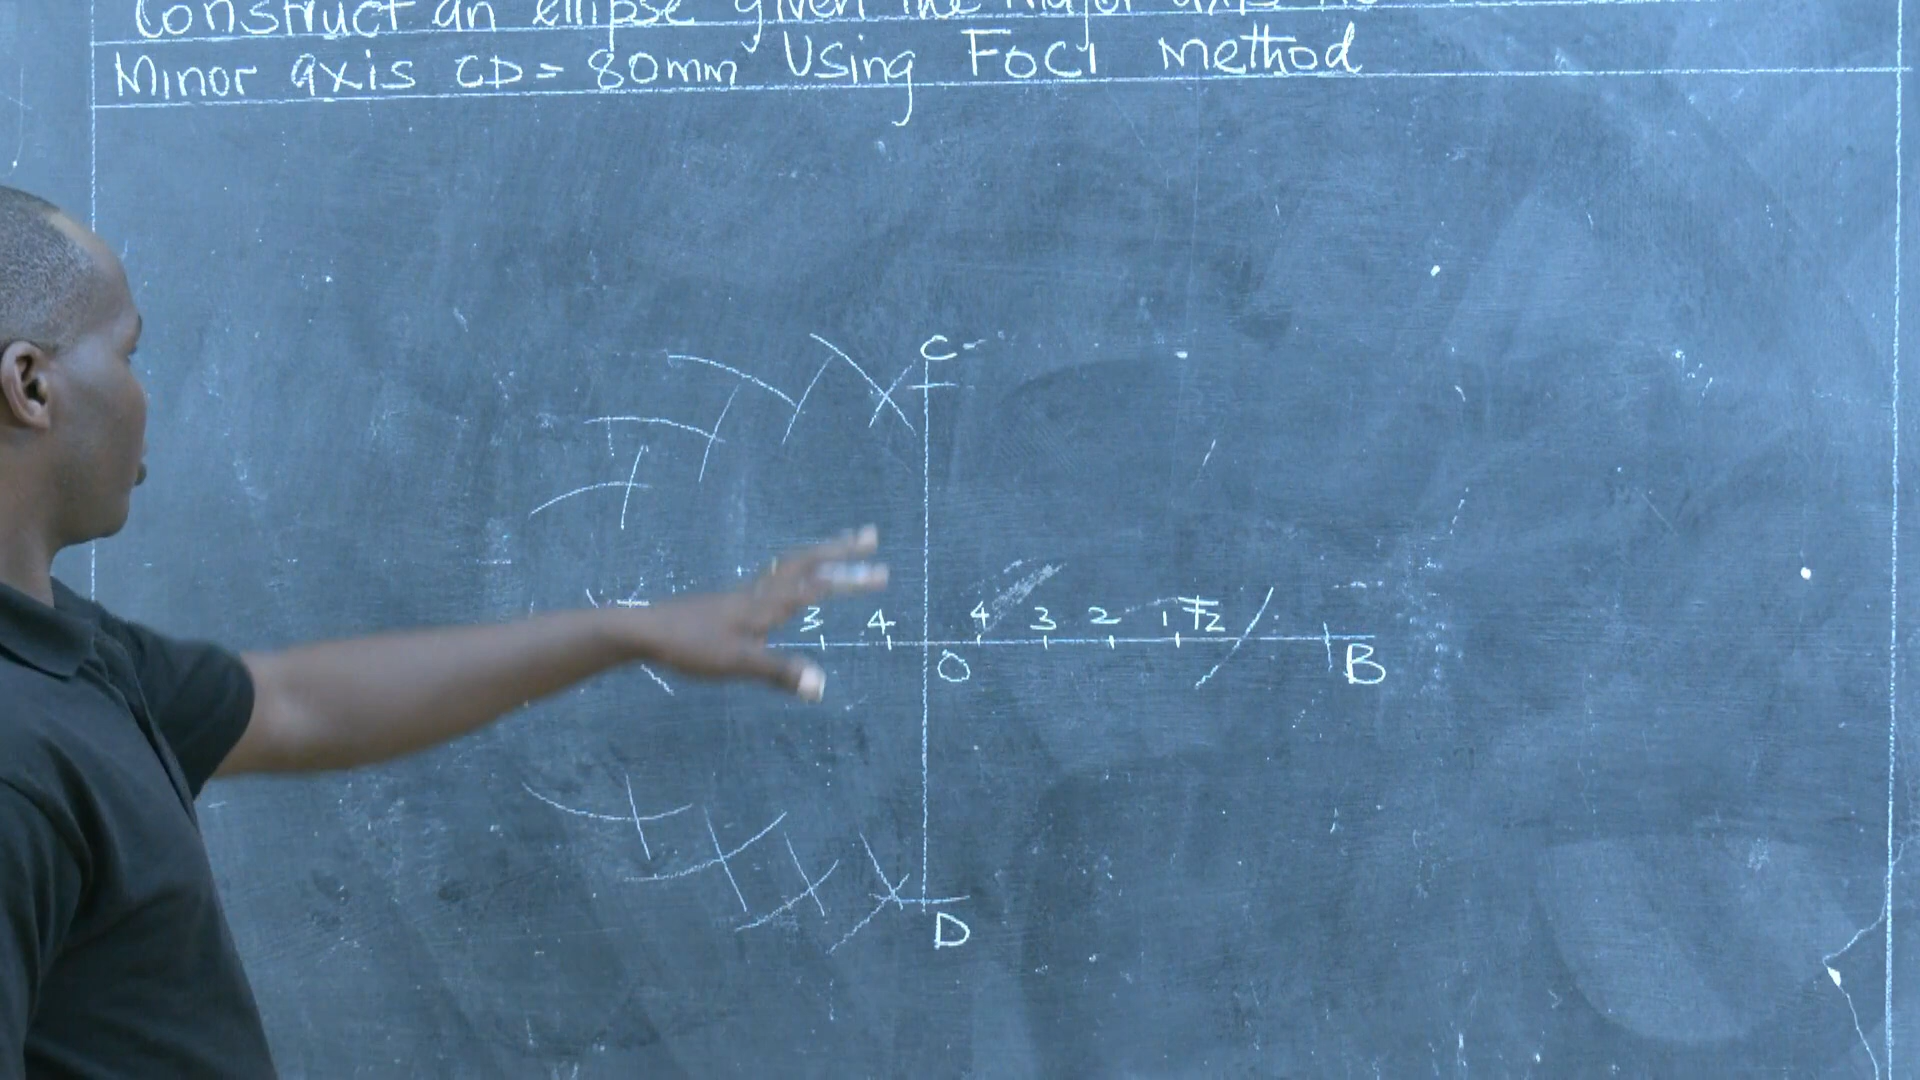 Construct an ellipse given the major axis
Minor axis CD = 80mm Using FOCI Method
C
3 4 4 3 2 1 F2
O B
D